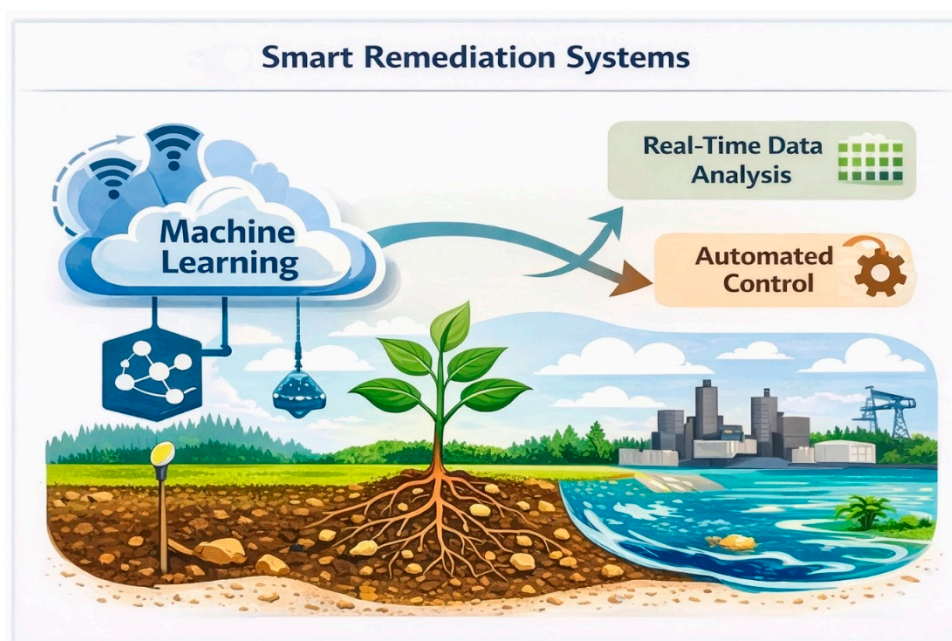 Smart Remediation Systems
Machine
Learning
Real-Time Data
Analysis
Automated
Control